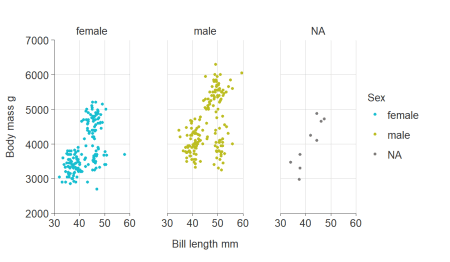 female male NA
7000
6000
5000
4000
3000
2000
Body mass g
30 40 50 60 30 40 50 60 30 40 50 60
Bill length mm
Sex
female
male
NA